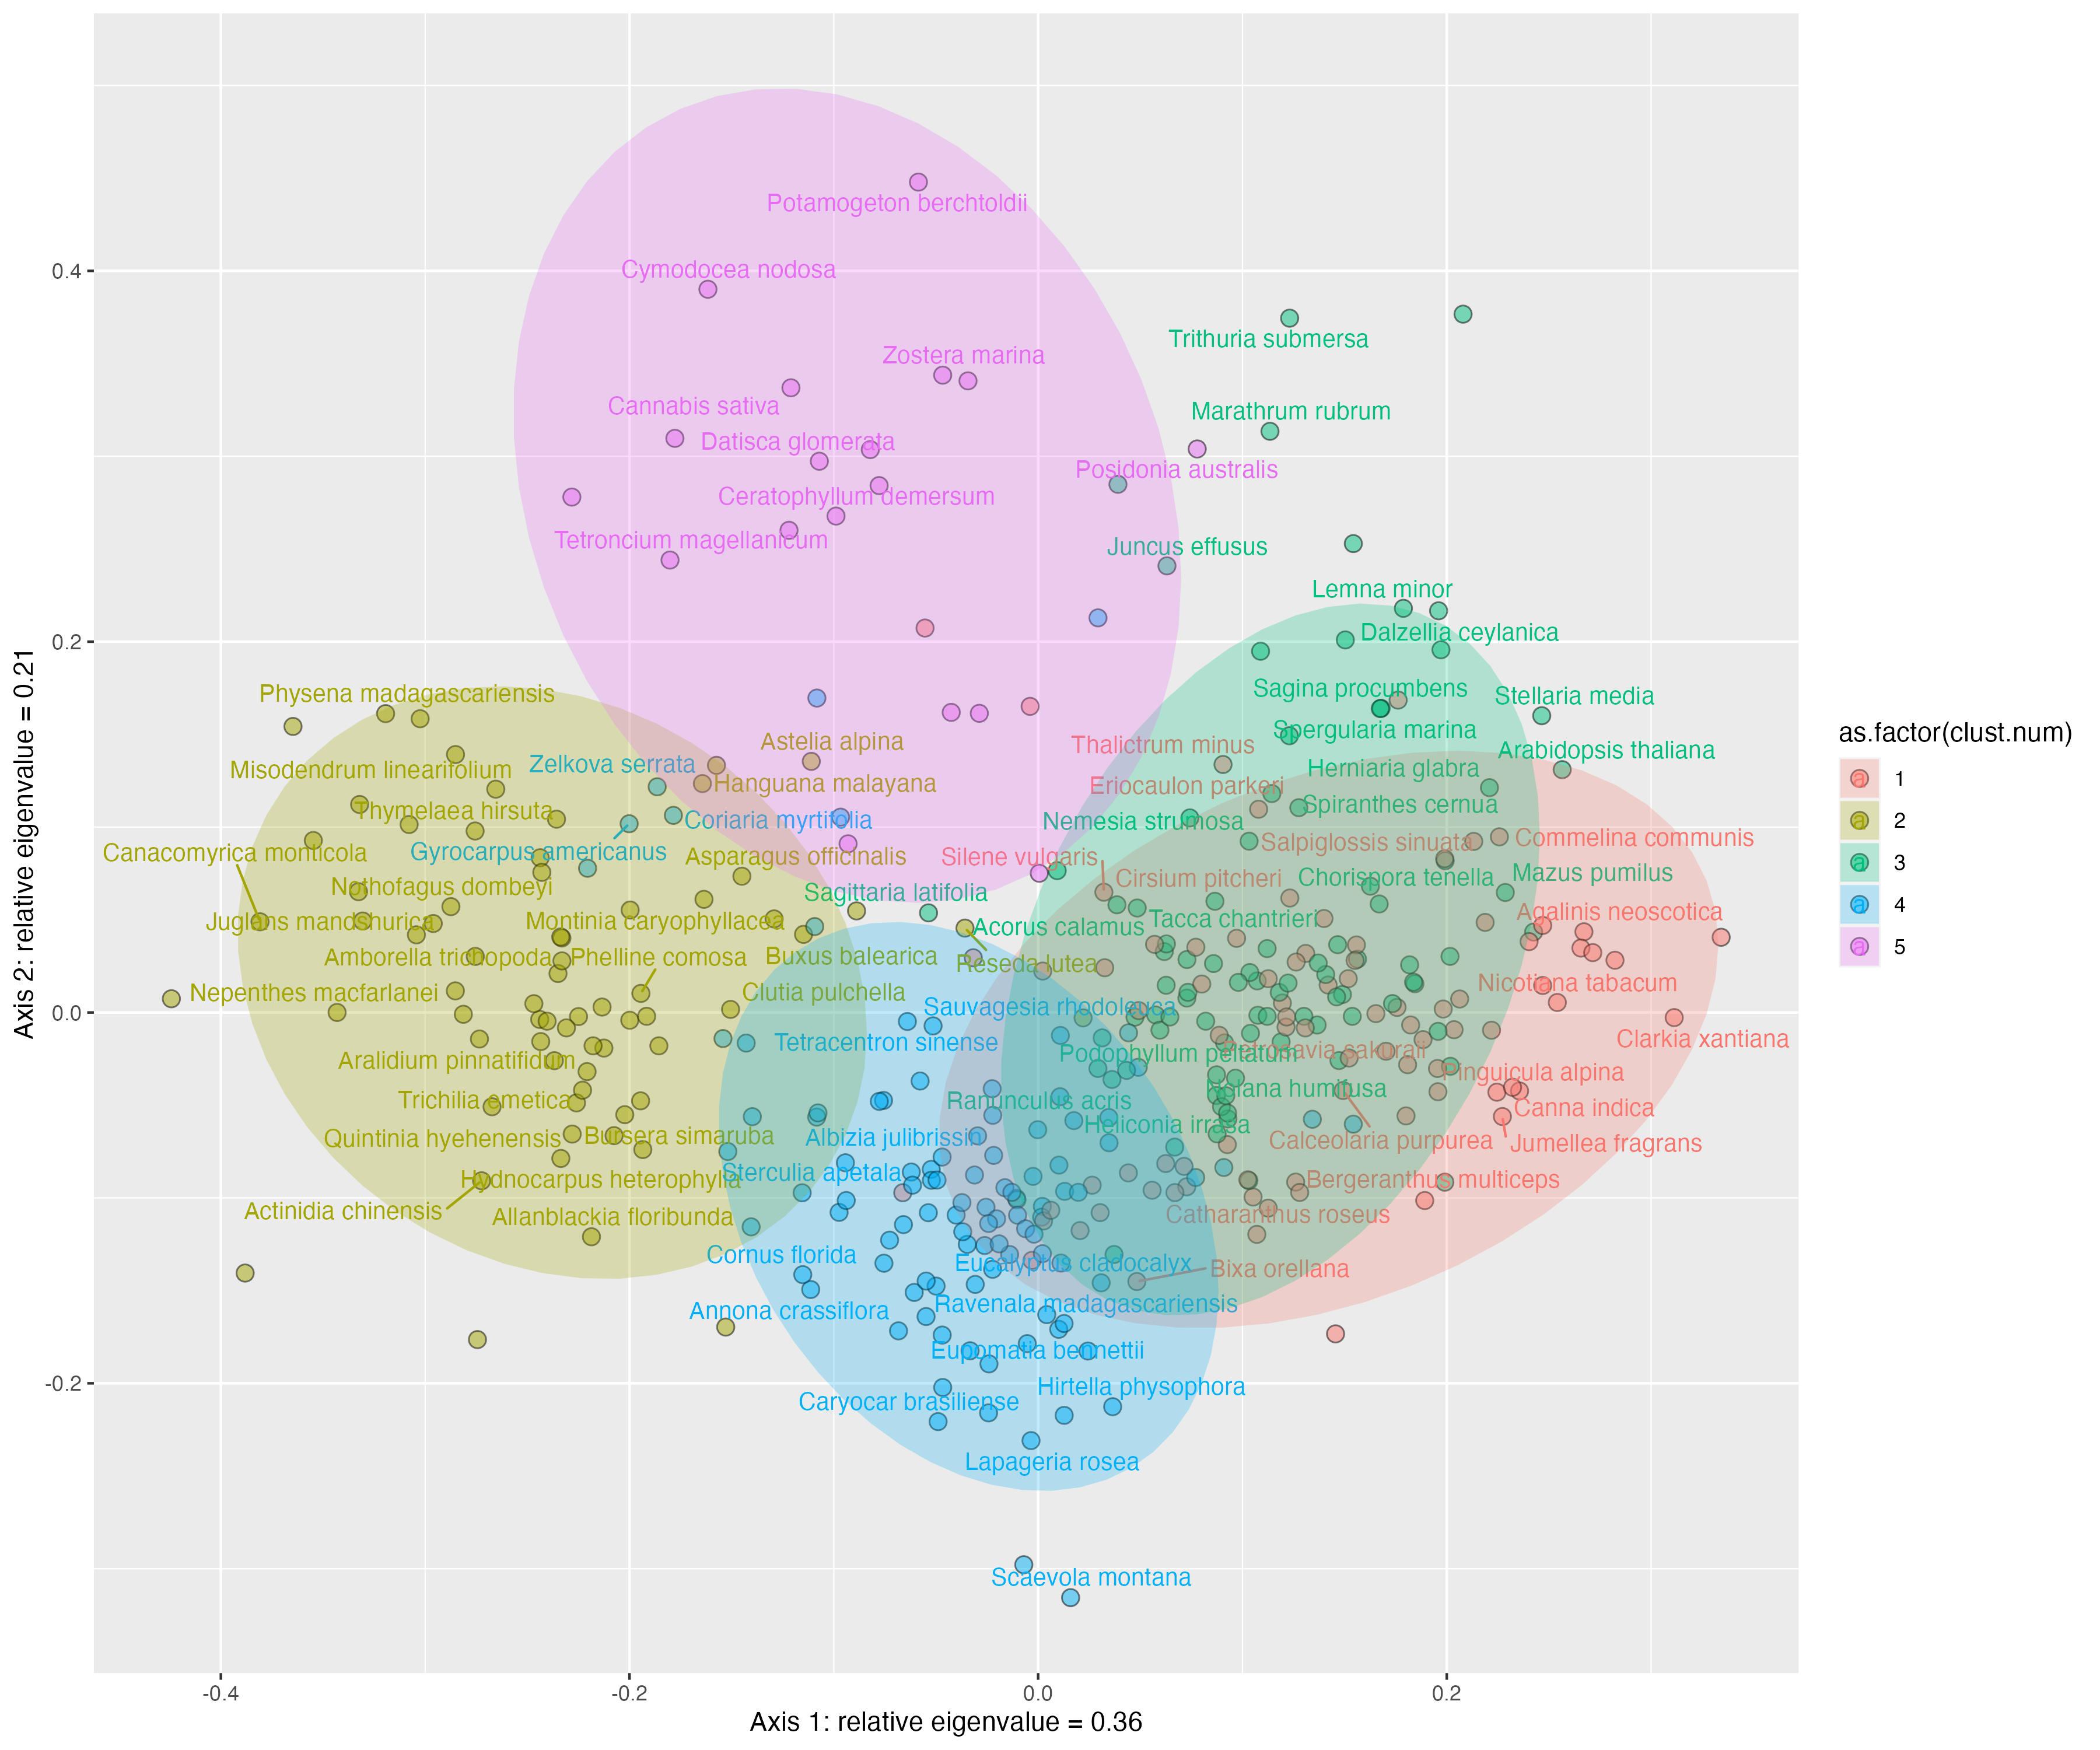 Potamogeton berchtoldii
Cymodocea nodosa
Trithuria submersa
Zostera marina
Cannabis sativa
Marathrum rubrum
Datisca glomerata
Posidonia australis
Ceratophyllum demersum
Tetroncium magellanicum
Juncus effusus
Lemna minor
Dalzellia ceylanica
Physena madagascariensis
Sagina procumbens
Stellaria media
Spergularia marina
Astelia alpina
Thalictrum minus
Arabidopsis thaliana
Misodendrum linearifolium
Zelkova serrata
Herniaria glabra
Hanguana malayana
Eriocaulon parkeri
Thymelaea hirsuta
Spiranthes cernua
Coriaria myrtifolia
Nemesia strumosa
Canacomyrica monticola
Gyrocarpus americanus
Asparagus officinalis
Silene vulgaris
Salpiglossis sinuata
Commelina communis
Nothofagus dombeyi
Sagittaria latifolia
Cirsium pitcheri
Chorispora tenella
Mazus pumilus
Juglans mandshurica
Montinia caryophyllacea
Acorus calamus
Tacca chantrieri
Agalinis neoscotica
Amborella trichopoda
Phelline comosa
Buxus balearica
Reseda lutea
Nepenthes macfarlanei
Clutia pulchella
Sauvagesia rhodoleuca
Nicotiana tabacum
Aralidium pinnatifidum
Tetracentron sinense
Podophyllum peltatum
Petrosavia sakuraii
Clarkia xanthiana
Trichilia emetica
Ranunculus acris
Nolana humifusa
Pinguicula alpina
Canna indica
Quintinia hyehenensis
Bursera simaruba
Albizia julibrissin
Heliconia irrasa
Calceolaria purpurea
Jumellea fragrans
Hydnocarpus heterophylla
Sterculia apetala
Bergeranthus multiceps
Actinidia chinensis
Allanblackia floribunda
Catharanthus roseus
Cornus florida
Eucalyptus cladocalyx
Bixa orellana
Annona crassiflora
Ravenala madagascariensis
Eupomatia bennettii
Caryocar brasiliense
Hirtella physophora
Lapageria rosea
Scaevola montana
0.4
0.2
0.0
-0.2
-0.4
-0.2
0.0
0.2
Axis 1: relative eigenvalue = 0.36
Axis 2: relative eigenvalue = 0.21
as.factor(clust.num)
a 1
a 2
a 3
a 4
a 5